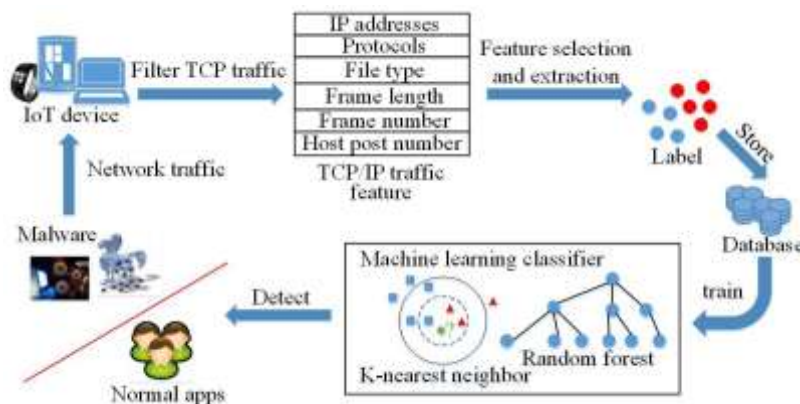 IP addresses
Protocols
File type
Frame length
Frame number
Host post number
TCP/IP traffic
feature
Filter TCP traffic
IoT device
Feature selection
and extraction
Label
Store
Database
train
Machine learning classifier
Random forest
K-nearest neighbor
Detect
Network traffic
Malware
Normal apps